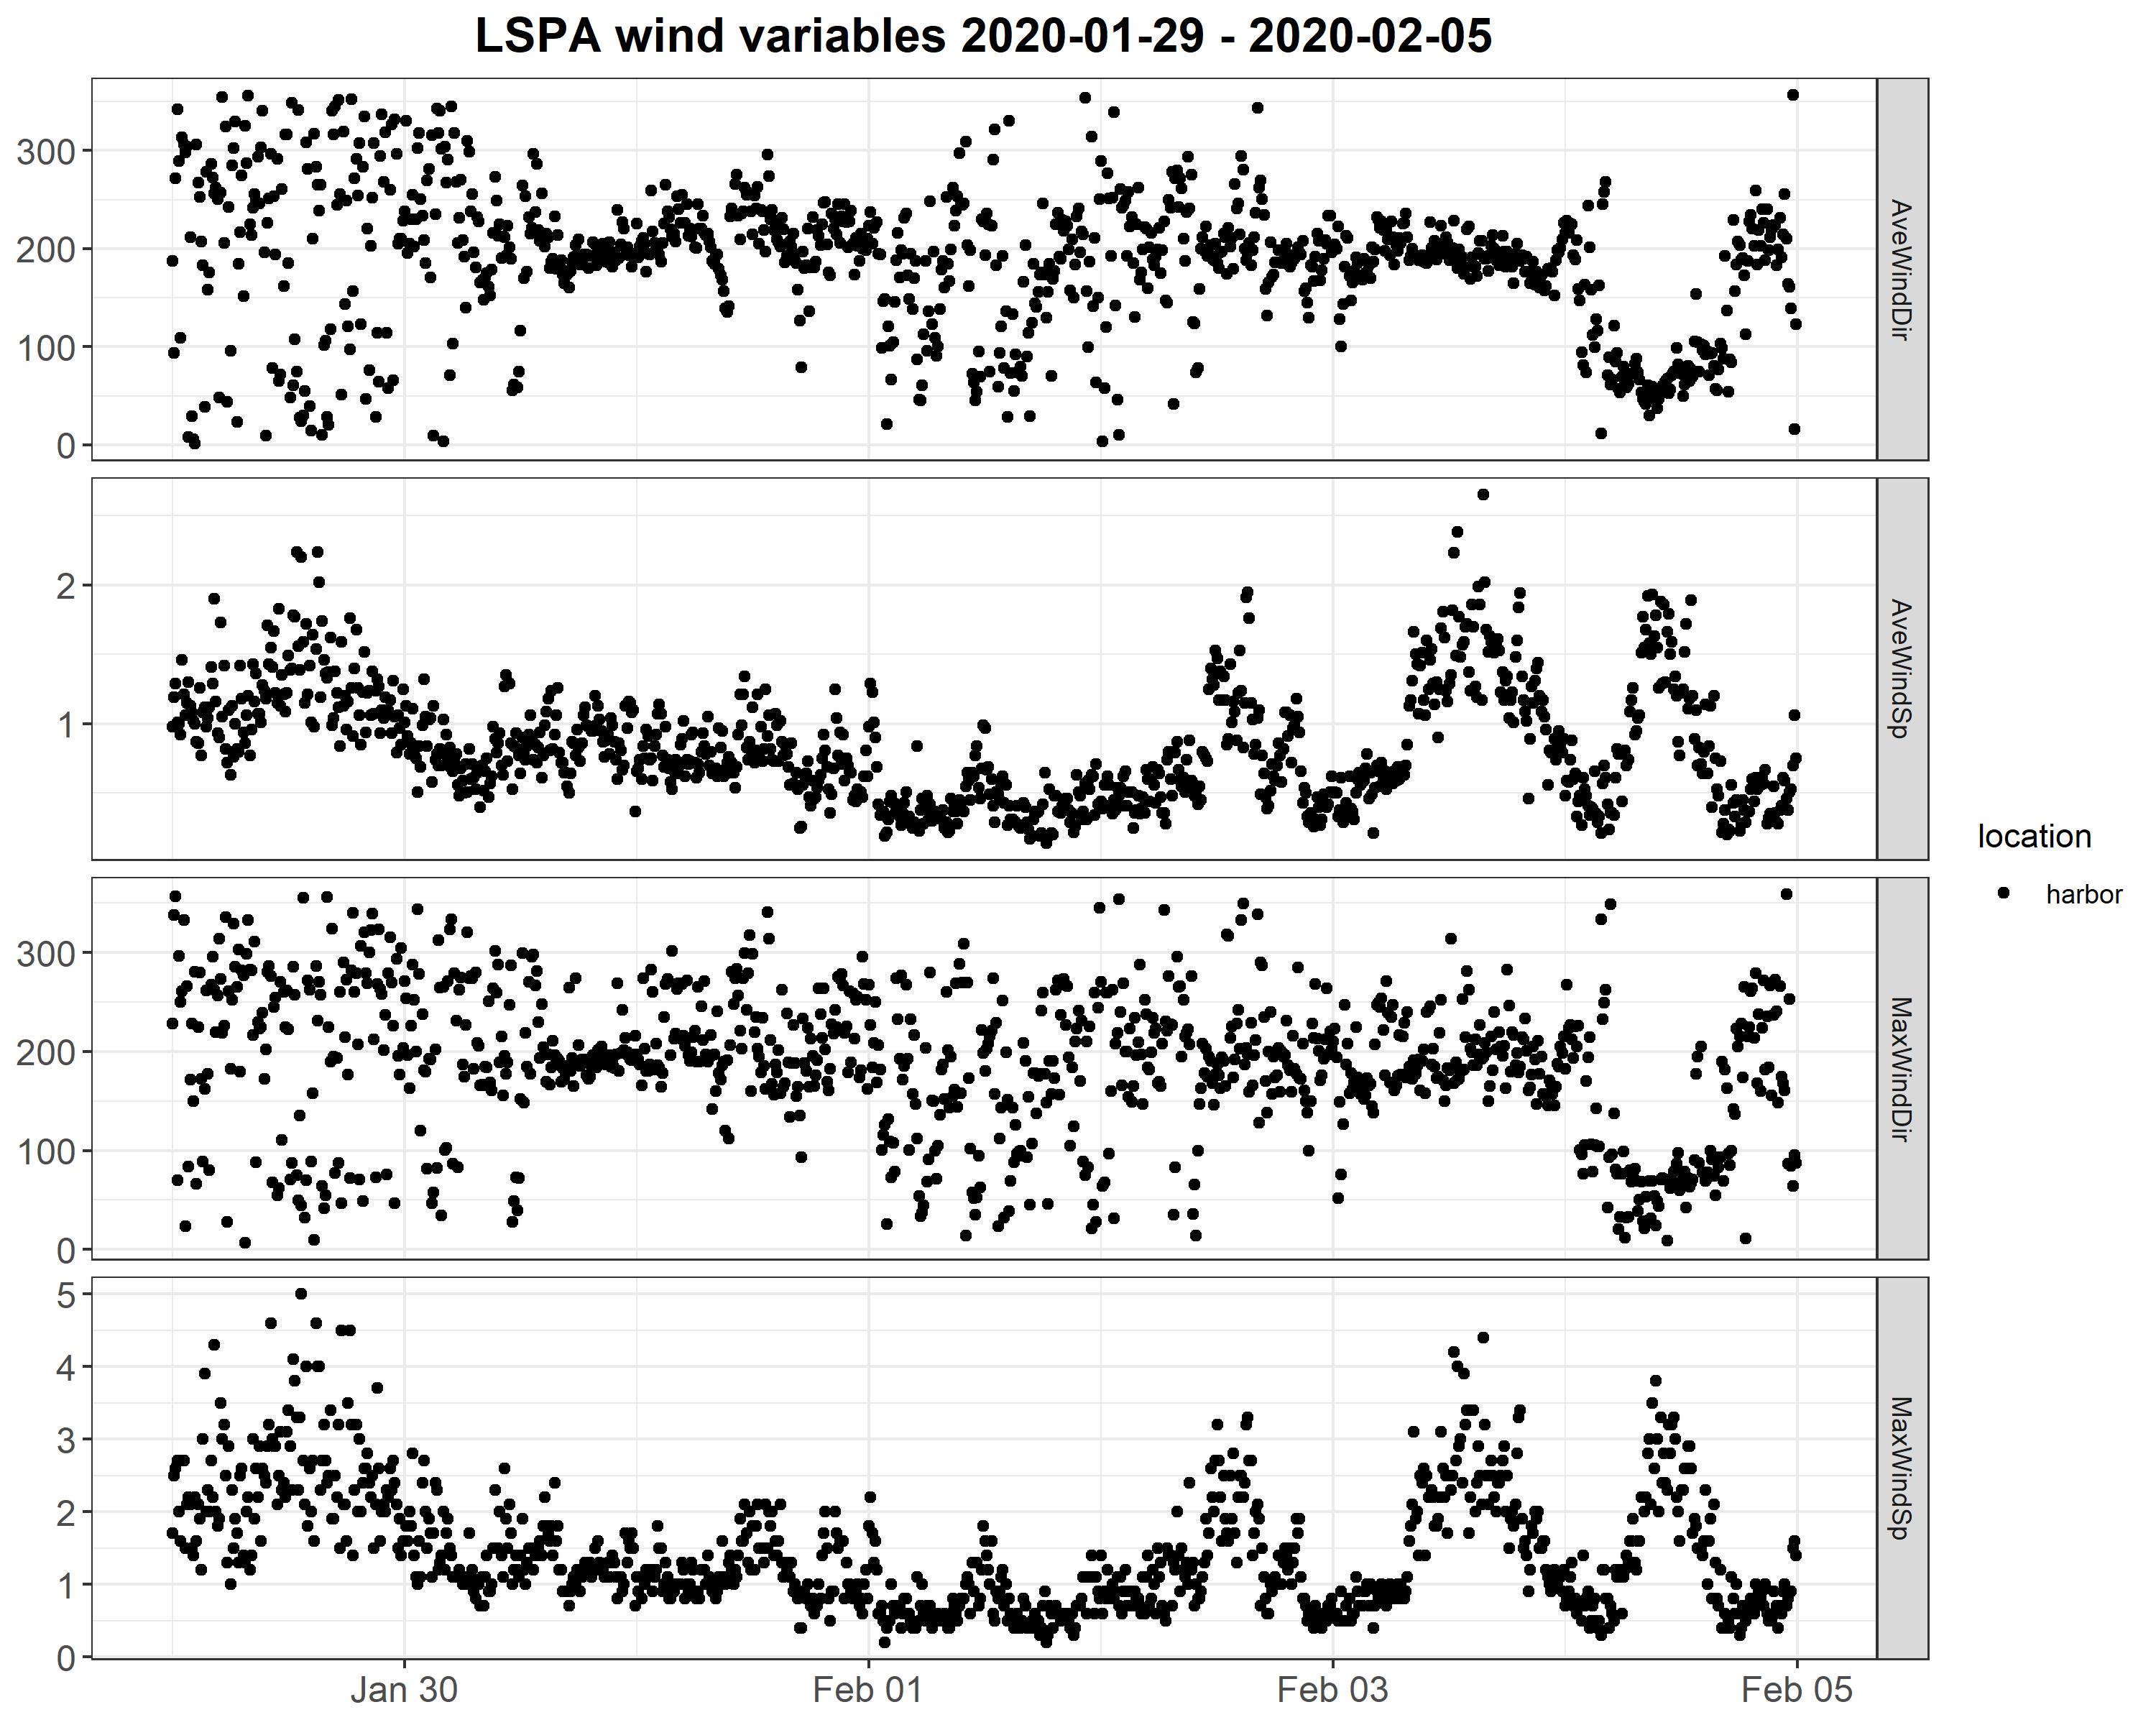 LSPA wind variables 2020-01-29 - 2020-02-05
300
200
100
0
AveWindDir
2
1
AveWindSp
300
200
100
0
MaxWindDir
5
4
3
2
1
0
MaxWindSp
Jan 30 Feb 01 Feb 03 Feb 05
location
harbor